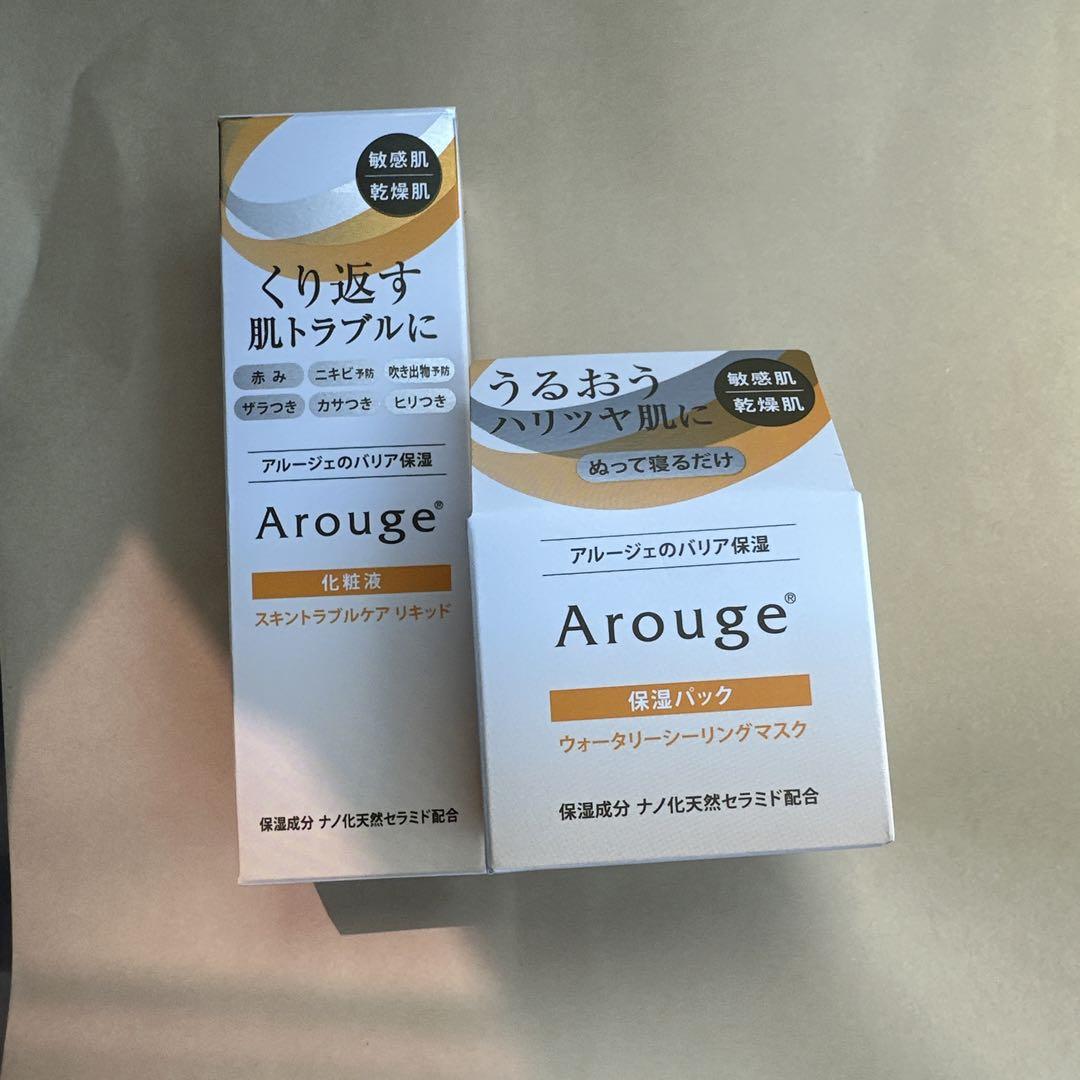 敏感肌
乾燥肌
くり返す
肌トラブルに
赤み ニキビ予防 吹き出物予防
ザラつき カサつき ヒリつき
アルージェのバリア保湿
Arouge®
化粧液
スキントラブルケア リキッド
保湿成分 ナノ化天然セラミド配合
うるおう
ハリツヤ肌に
敏感肌
乾燥肌
ぬって寝るだけ
アルージェのバリア保湿
Arouge®
保湿パック
ウォータリーシーリングマスク
保湿成分 ナノ化天然セラミド配合